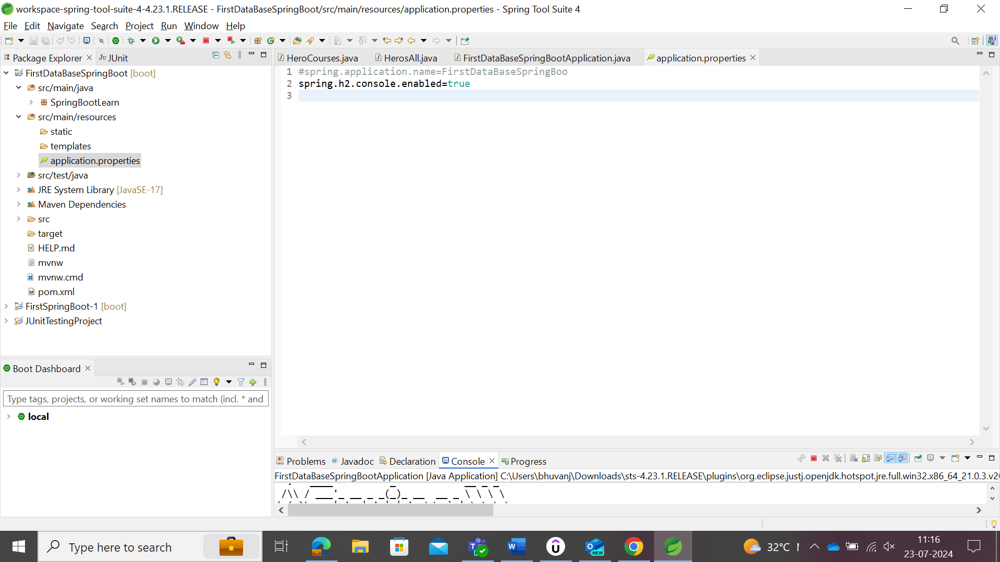 workspace-spring-tool-suite-4-4.23.1.RELEASE - FirstDataBaseSpringBoot/src/main/resources/application.properties - Spring Tool Suite 4
File Edit Navigate Search Project Run Window Help
Package Explorer JUnit
FirstDataBaseSpringBoot [boot]
src/main/java
SpringBootLearn
src/main/resources
static
templates
application.properties
src/test/java
JRE System Library [JavaSE-17]
Maven Dependencies
src
target
HELP.md
mvnw
mvnw.cmd
pom.xml
FirstSpringBoot-1 [boot]
JUnitTestingProject
HeroCourses.java HerosAll.java FirstDataBaseSpringBootApplication.java application.properties
1 #spring.application.name=FirstDataBaseSpringBoo
2 spring.h2.console.enabled=true
3
Boot Dashboard
Type tags, projects, or working set names to match (incl. * and
local
Problems Javadoc Declaration Console Progress
FirstDataBaseSpringBootApplication [Java Application] C:\Users\bhuvanj\Downloads\sts-4.23.1.RELEASE\plugins\org.eclipse.justj.openjdk.hotspot.jre.full.win32.x86_64_21.0.3.v2
Type here to search
NEW
32°C
11:16
23-07-2024